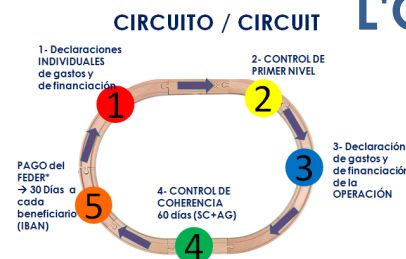 CIRCUITO / CIRCUIT
L'
1- Declaraciones
INDIVIDUALES
de gastos y
de financiación
1
2- CONTROL DE
PRIMER NIVEL
2
3- Declaración
de gastos y
de financiación
de la
OPERACIÓN
3
4- CONTROL DE
COHERENCIA
60 días (SC+AG)
4
PAGO del
FEDER*
→ 30 Días a
cada
beneficiario
(IBAN)
5